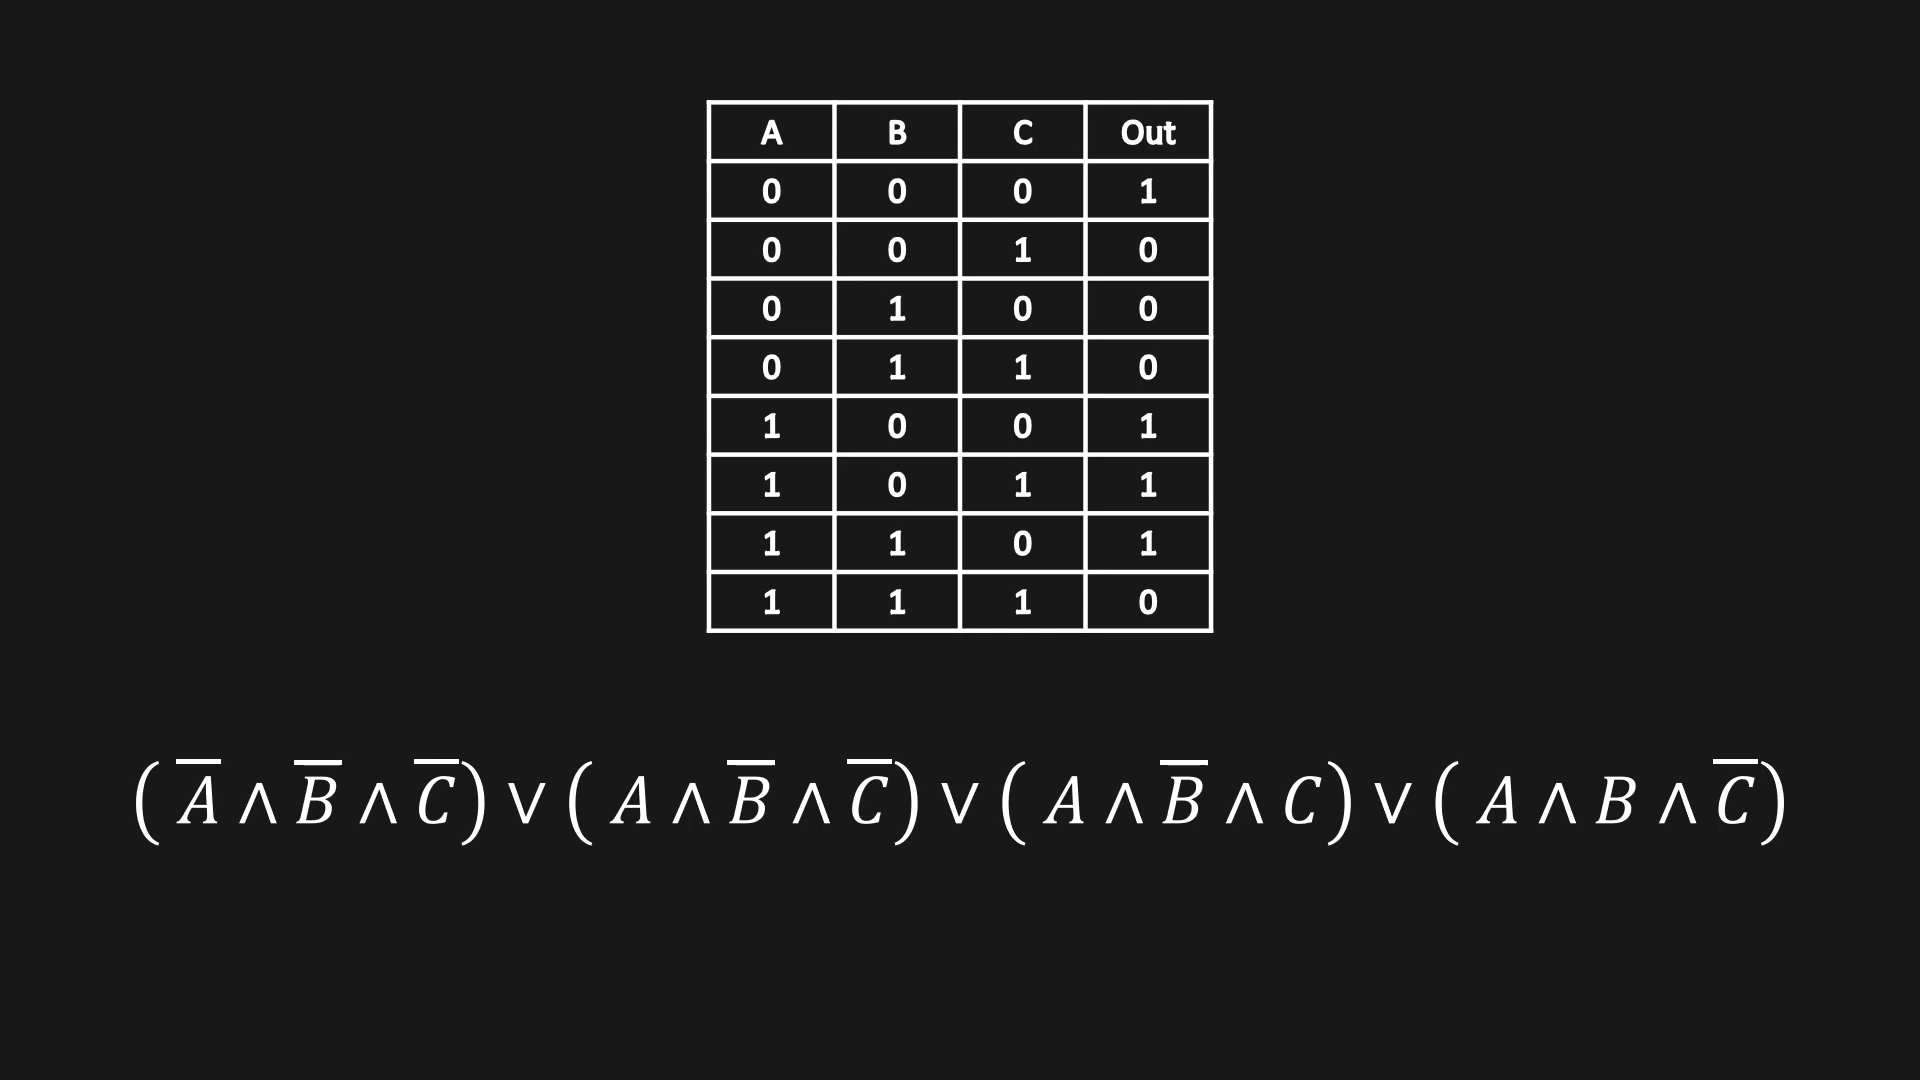 A B C Out
0 0 0 1
0 0 1 0
0 1 0 0
0 1 1 0
1 0 0 1
1 0 1 1
1 1 0 1
1 1 1 0
(A̅ ∧ B̅ ∧ C̅) ∨ (A ∧ B̅ ∧ C̅) ∨ (A ∧ B̅ ∧ C) ∨ (A ∧ B ∧ C̅)